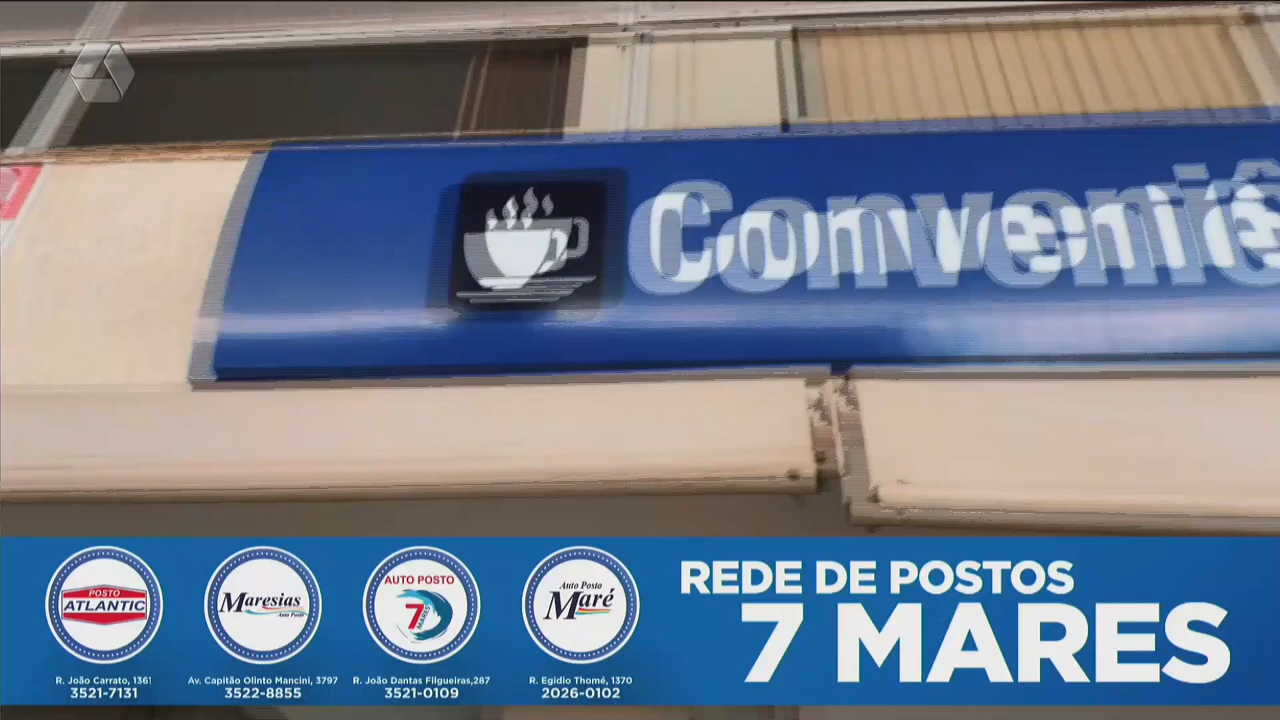 Conveniê
POSTO
ATLANTIC
R. João Carrato, 1361
3521-7131
Maresias
Auto Posto
Av. Capitão Olinto Mancini, 3797
3522-8855
AUTO POSTO
7
MARES
R. João Dantas Filgueiras,287
3521-0109
Auto Posto
Maré
R. Egidio Thomé, 1370
2026-0102
REDE DE POSTOS
7 MARES